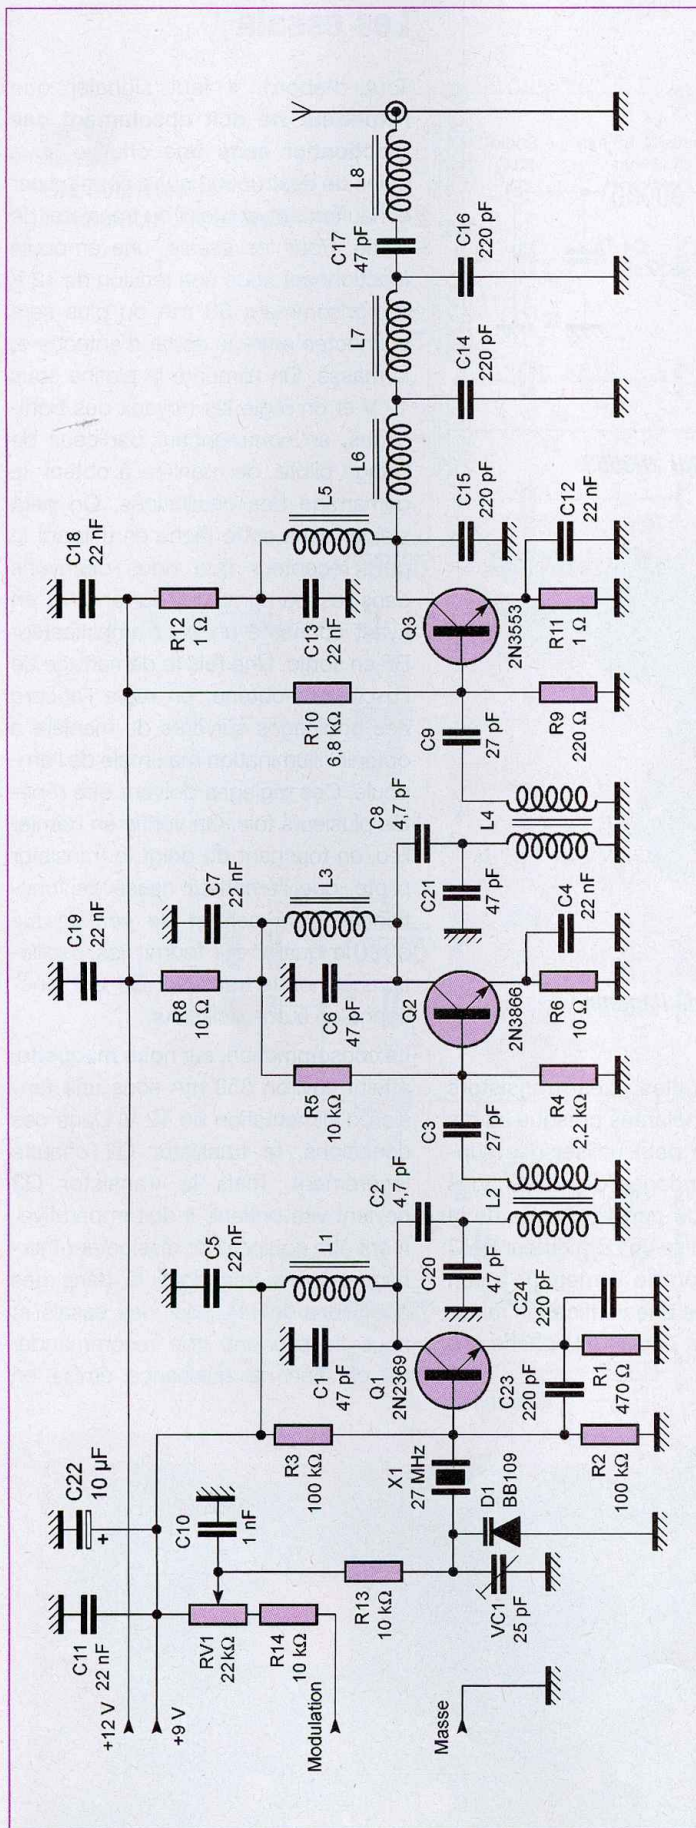 +12 V
+9 V
Modulation
Masse
C11
22 nF
C22
10 µF
+
RV1
22 kΩ
R14
10 kΩ
C10
1 nF
R13
10 kΩ
VC1
25 pF
D1
BB109
X1
27 MHz
R3
100 kΩ
R2
100 kΩ
C23
220 pF
R1
470 Ω
C24
220 pF
Q1
2N2369
C1
47 pF
L1
C5
22 nF
C2
4,7 pF
C20
47 pF
L2
C3
27 pF
R4
2,2 kΩ
R5
10 kΩ
R8
10 Ω
C19
22 nF
C7
22 nF
C6
47 pF
L3
Q2
2N3866
R6
10 Ω
C4
22 nF
C8
4,7 pF
C21
47 pF
L4
C9
27 pF
R9
220 Ω
R10
6,8 kΩ
R12
1 Ω
C18
22 nF
C13
22 nF
L5
Q3
2N3553
R11
1 Ω
C12
22 nF
C15
220 pF
L6
C14
220 pF
L7
C16
220 pF
C17
47 pF
L8